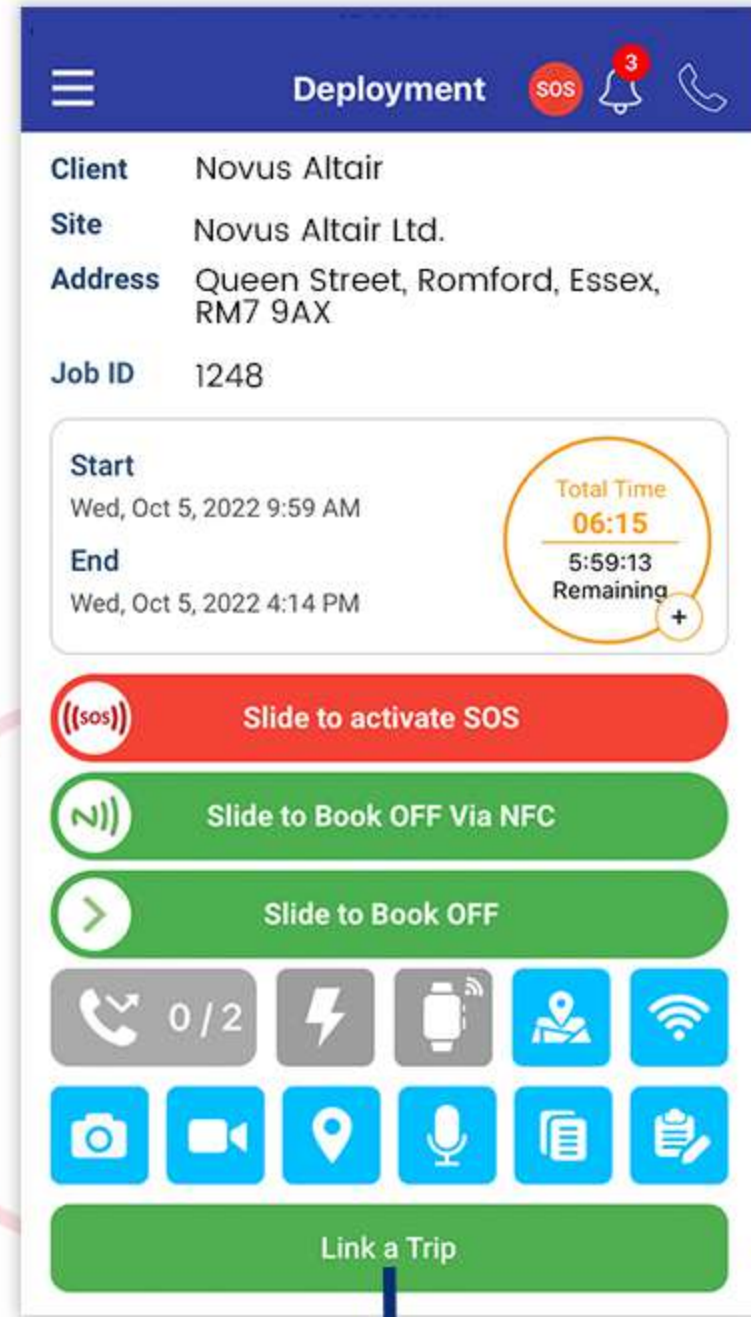 Deployment SOS 3
Client Novus Altair
Site Novus Altair Ltd.
Address Queen Street, Romford, Essex,
RM7 9AX
Job ID 1248
Start
Wed, Oct 5, 2022 9:59 AM
End
Wed, Oct 5, 2022 4:14 PM
Total Time
06:15
5:59:13
Remaining
+
((sos)) Slide to activate SOS
Slide to Book OFF Via NFC
Slide to Book OFF
0 / 2
Link a Trip